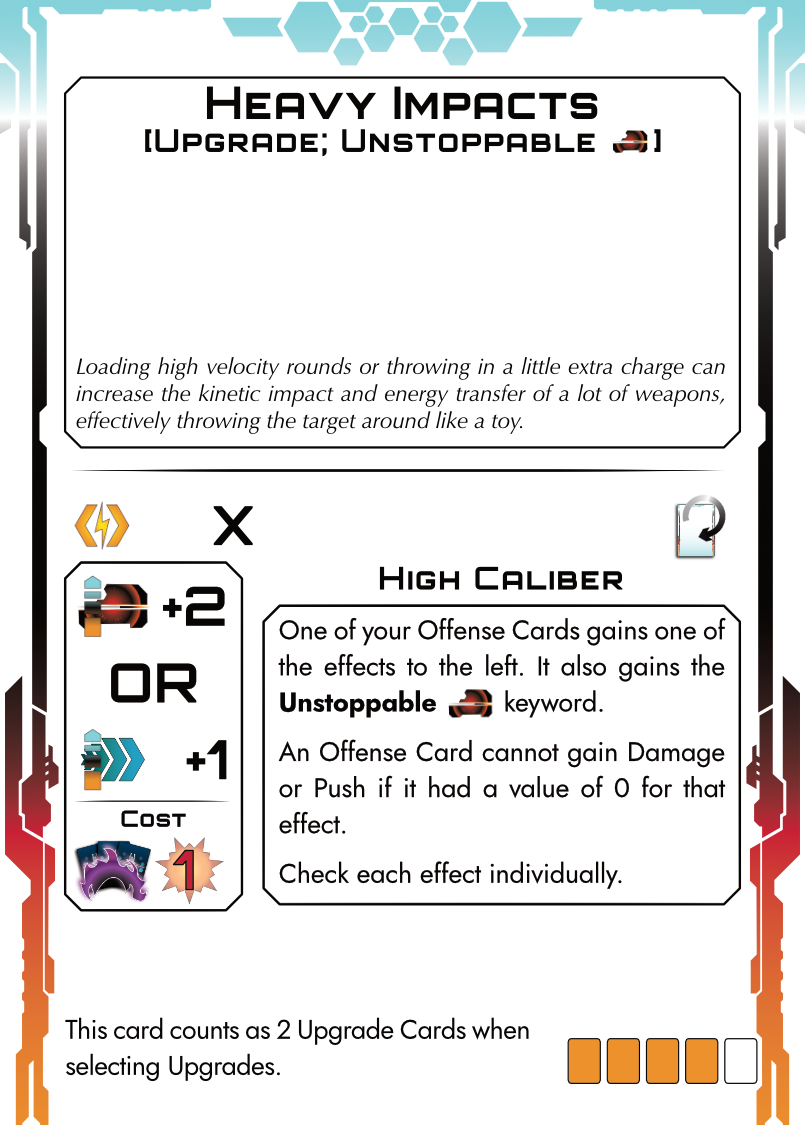 Heavy Impacts
[Upgrade; Unstoppable ]
Loading high velocity rounds or throwing in a little extra charge can
increase the kinetic impact and energy transfer of a lot of weapons,
effectively throwing the target around like a toy.
X
High Caliber
+2
OR
+1
Cost
1
One of your Offense Cards gains one of
the effects to the left. It also gains the
Unstoppable keyword.
An Offense Card cannot gain Damage
or Push if it had a value of 0 for that
effect.
Check each effect individually.
This card counts as 2 Upgrade Cards when
selecting Upgrades.